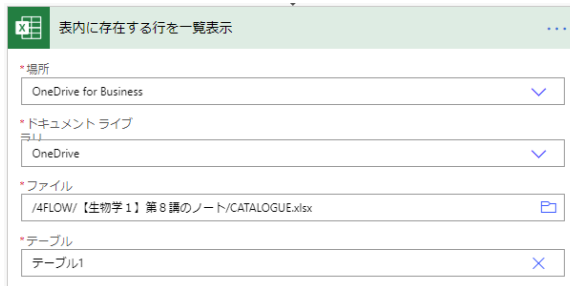 表内に存在する行を一覧表示
*場所
OneDrive for Business
*ドキュメント ライブ
ラリ
OneDrive
*ファイル
/4FLOW/【生物学１】第８講のノート/CATALOGUE.xlsx
*テーブル
テーブル1